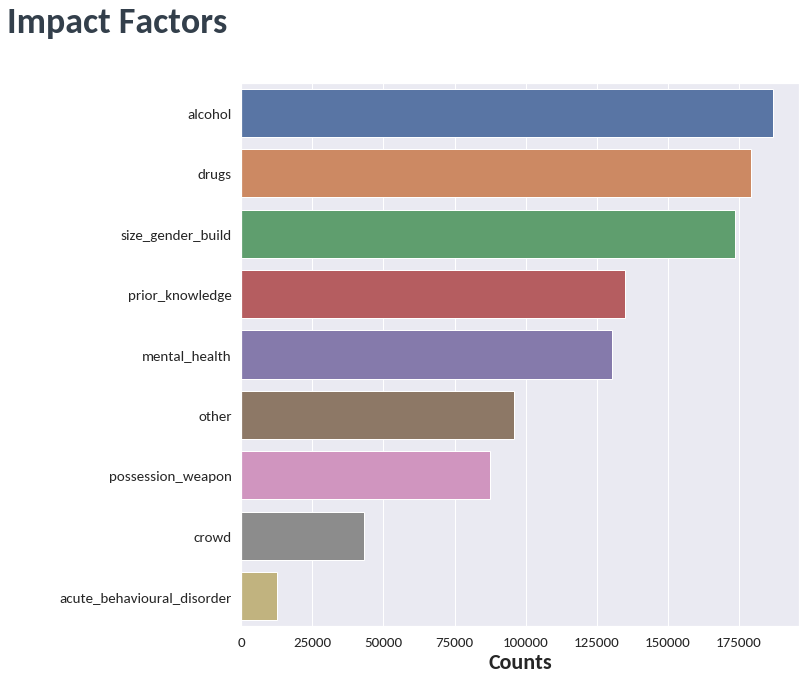 Impact Factors
alcohol
drugs
size_gender_build
prior_knowledge
mental_health
other
possession_weapon
crowd
acute_behavioural_disorder
0 25000 50000 75000 100000 125000 150000 175000
Counts